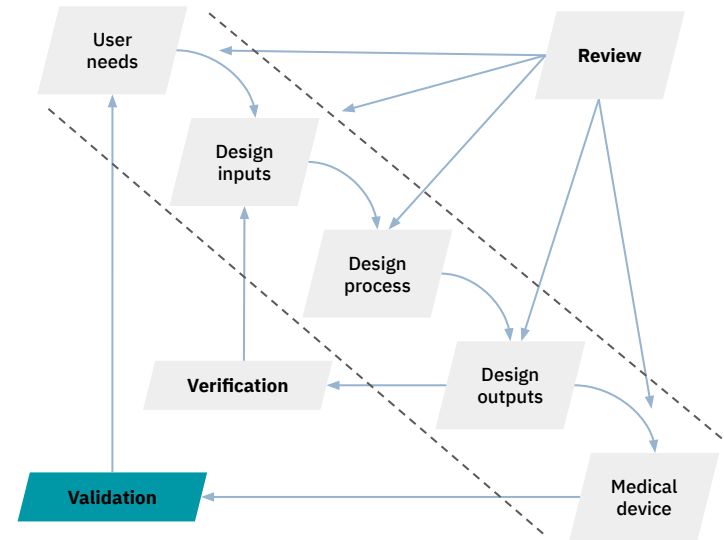 User
needs
Review
Design
inputs
Design
process
Design
outputs
Verification
Medical
device
Validation